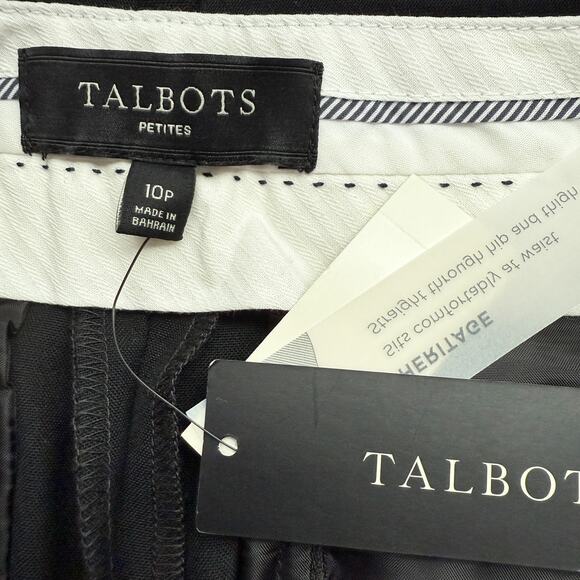 TALBOTS
PETITES
10P
MADE IN
BAHRAIN
HERITAGE
Sits comfortably at waist
Straight through hip and thigh
TALBOT